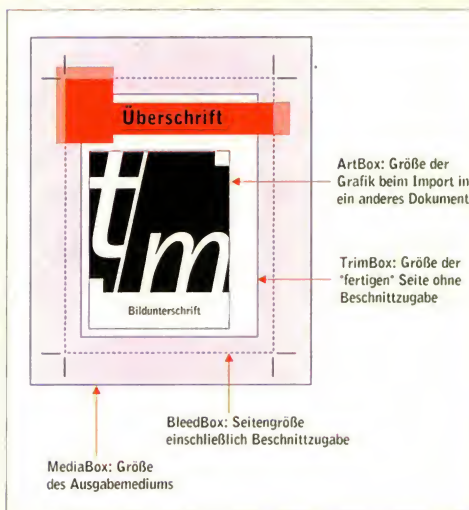 Überschrift
tm
Bildunterschrift
ArtBox: Größe der
Grafik beim Import in
ein anderes Dokument
TrimBox: Größe der
"fertigen" Seite ohne
Beschnittzugabe
BleedBox: Seitengröße
einschließlich Beschnittzugabe
MediaBox: Größe
des Ausgabemediums